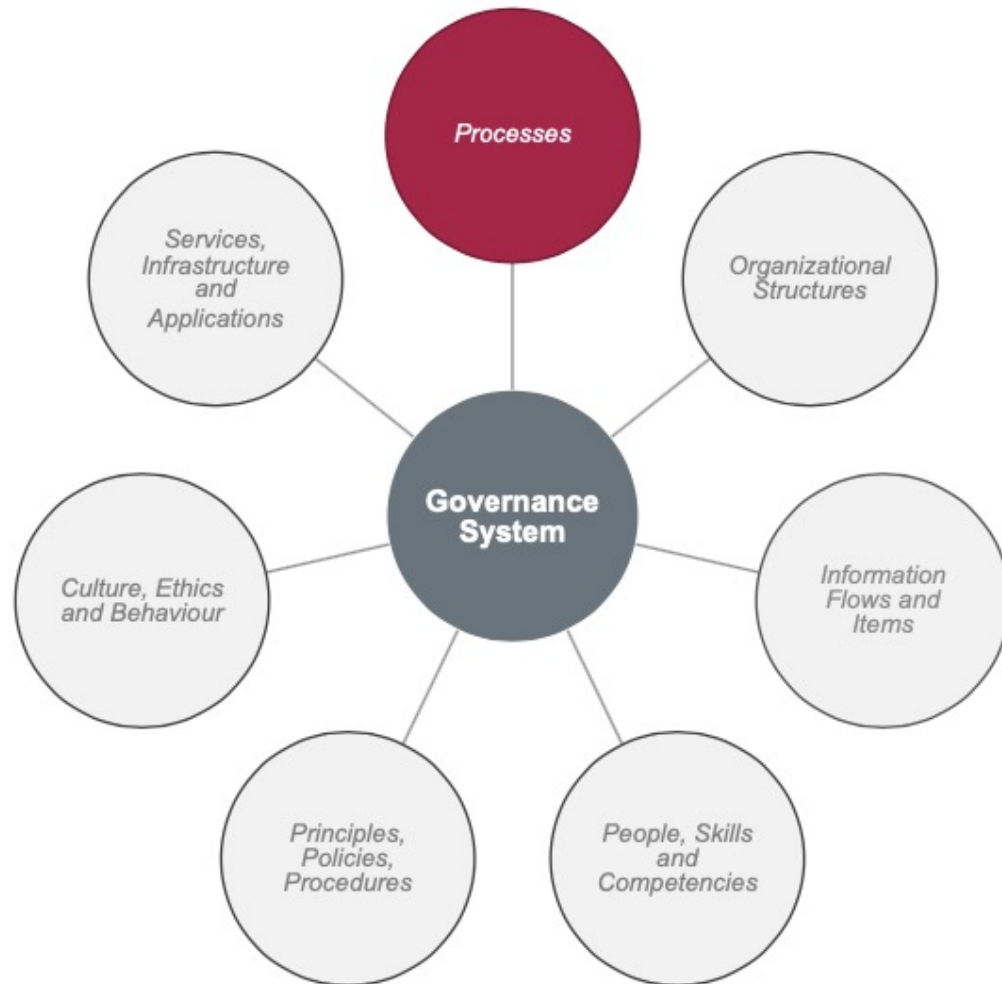 Processes
Services,
Infrastructure
and
Applications
Organizational
Structures
Governance
System
Culture, Ethics
and Behaviour
Information
Flows and
Items
Principles,
Policies,
Procedures
People, Skills
and
Competencies